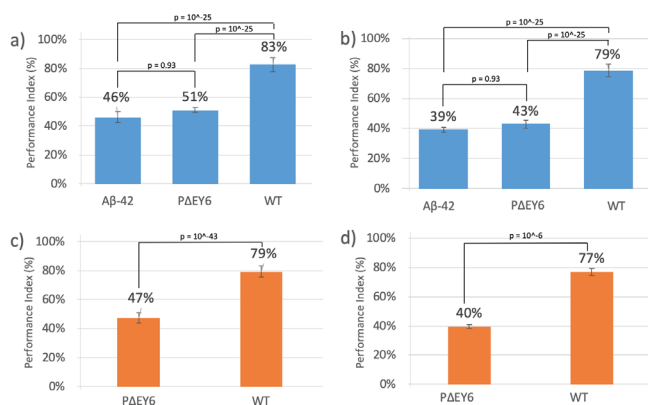 a)
p = 10^-25
p = 10^-25
p = 0.93
83%
46%
51%
Performance Index (%)
100%
80%
60%
40%
20%
0%
Aβ-42
PΔEY6
WT
b)
p = 10^-25
p = 10^-25
p = 0.93
79%
39%
43%
Performance Index (%)
100%
80%
60%
40%
20%
0%
Aβ-42
PΔEY6
WT
c)
p = 10^-43
79%
47%
Performance Index (%)
100%
80%
60%
40%
20%
0%
PΔEY6
WT
d)
p = 10^-6
77%
40%
Performance Index (%)
100%
80%
60%
40%
20%
0%
PΔEY6
WT